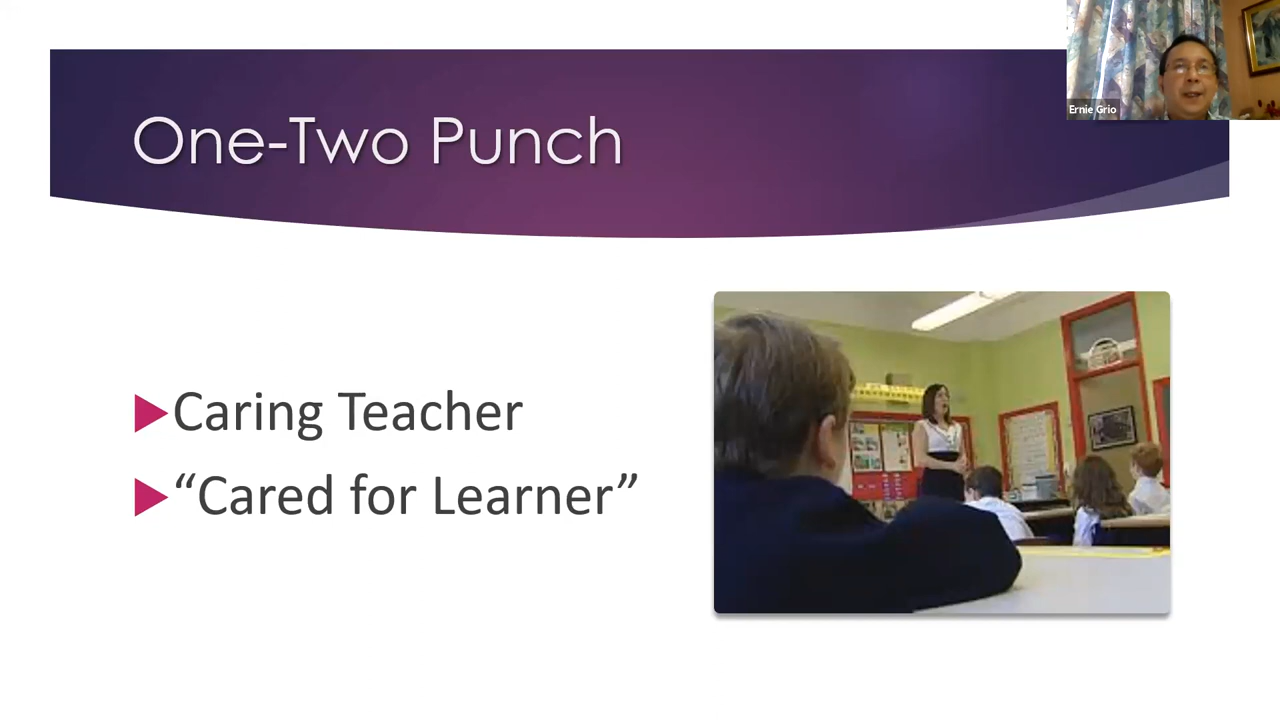 One-Two Punch
Ernie Grio
Caring Teacher
“Cared for Learner”